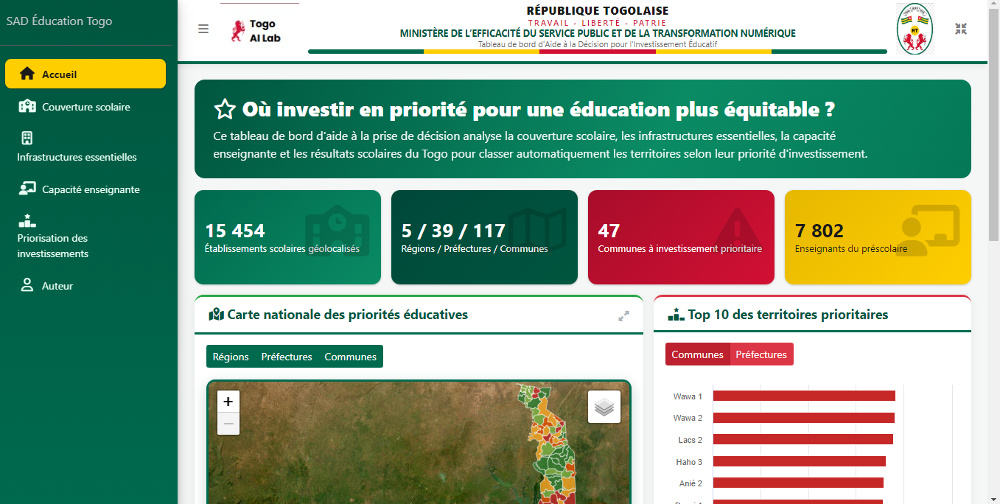 SAD Éducation Togo
Accueil
Couverture scolaire
Infrastructures essentielles
Capacité enseignante
Priorisation des
investissements
Auteur
Togo
AI Lab
RÉPUBLIQUE TOGOLAISE
TRAVAIL - LIBERTÉ - PATRIE
MINISTÈRE DE L'EFFICACITÉ DU SERVICE PUBLIC ET DE LA TRANSFORMATION NUMÉRIQUE
Tableau de bord d'Aide à la Décision pour l'Investissement Éducatif
RT
Où investir en priorité pour une éducation plus équitable ?
Ce tableau de bord d'aide à la prise de décision analyse la couverture scolaire, les infrastructures essentielles, la capacité
enseignante et les résultats scolaires du Togo pour classer automatiquement les territoires selon leur priorité d'investissement.
15 454
Établissements scolaires géolocalisés
5 / 39 / 117
Régions / Préfectures / Communes
47
Communes à investissement prioritaire
7 802
Enseignants du préscolaire
Carte nationale des priorités éducatives
Régions Préfectures Communes
+
−
Top 10 des territoires prioritaires
Communes Préfectures
Wawa 1
Wawa 2
Lacs 2
Haho 3
Anié 2